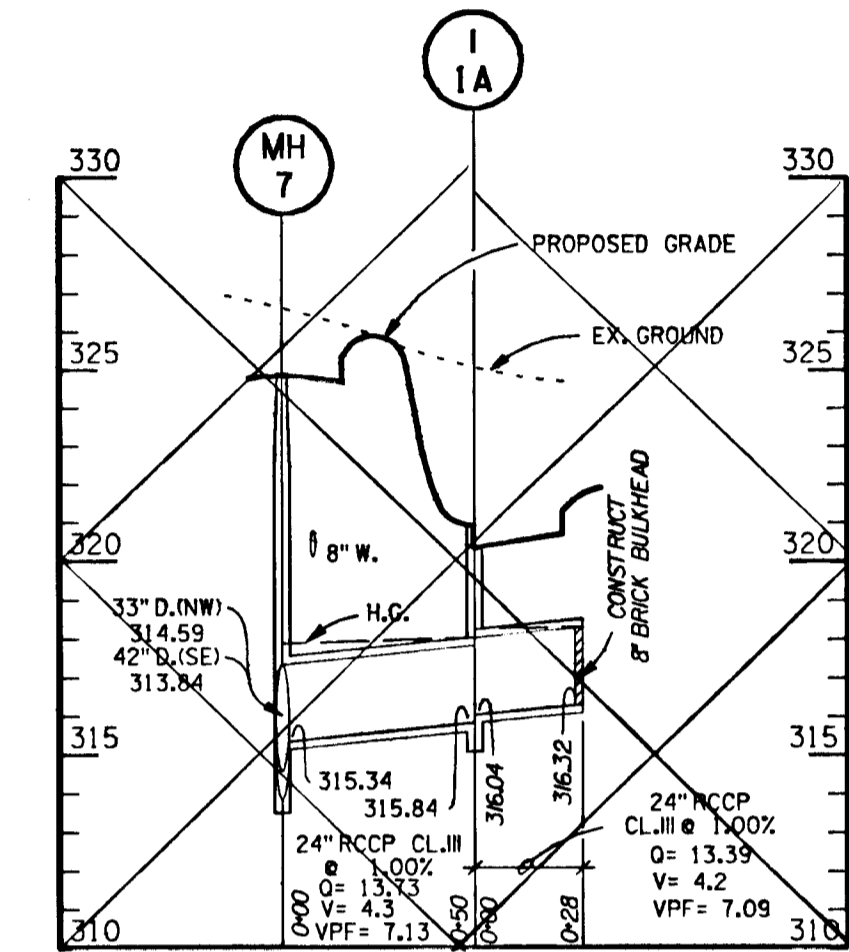 1
1A
MH
7
330
330
PROPOSED GRADE
EX. GROUND
325
325
CONSTRUCT
8" BRICK BULKHEAD
8" W.
320
320
H.G.
33" D.(NW)
314.59
42" D.(SE)
313.84
315
315
315.34
315.84
316.04
316.32
24" RCCP CL.III
@ 1.00%
Q= 13.73
V= 4.3
VPF= 7.13
24" RCCP
CL.III @ 1.00%
Q= 13.39
V= 4.2
VPF= 7.09
310
0+00
0+50
0+00
0+28
310